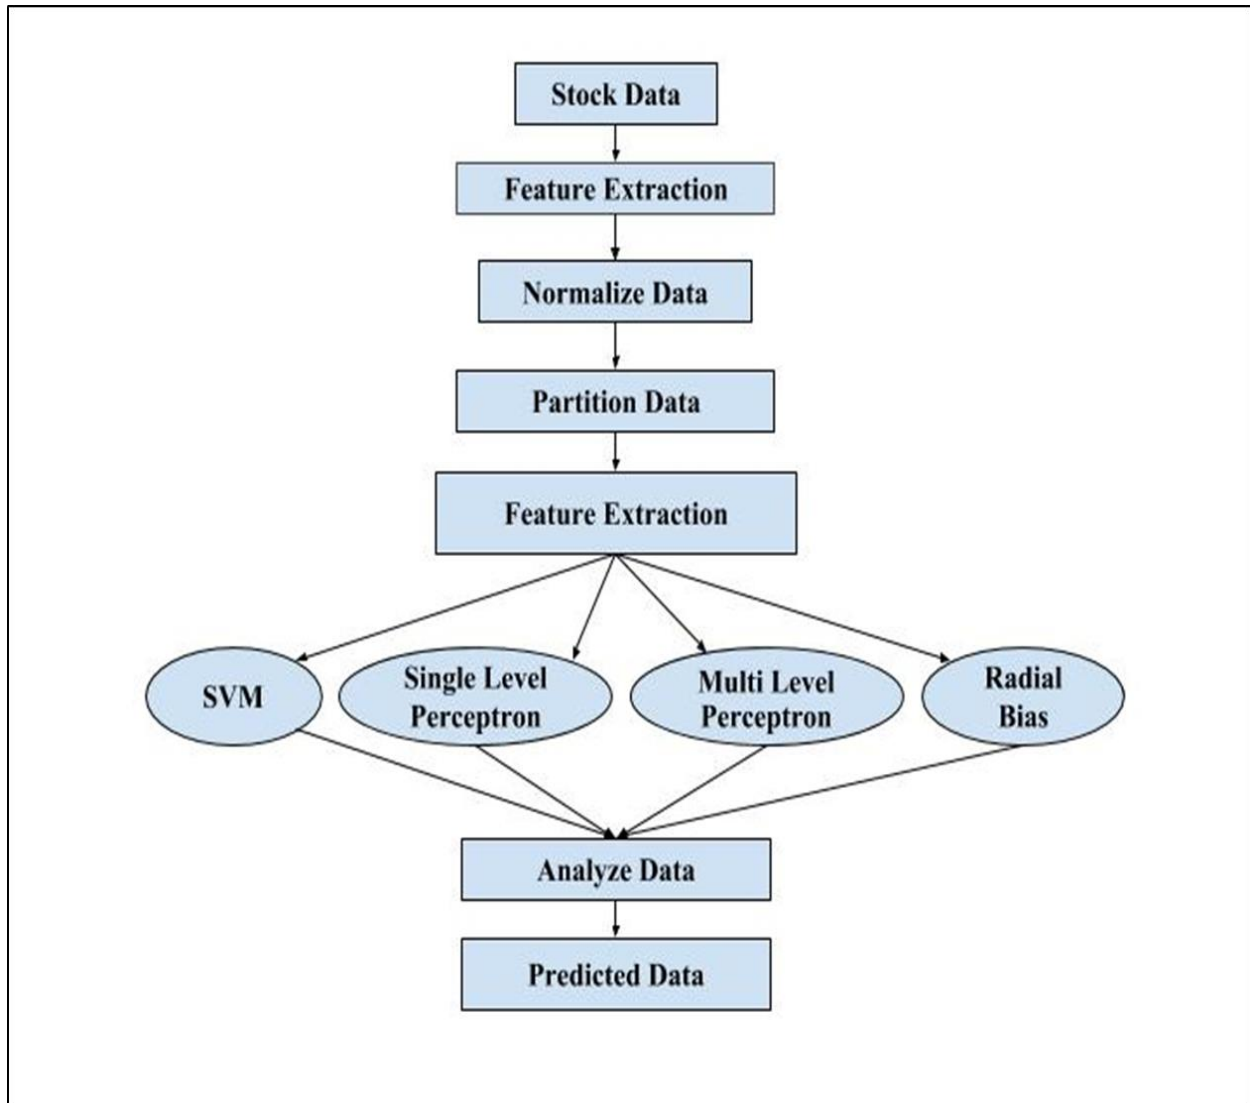 Stock Data
Feature Extraction
Normalize Data
Partition Data
Feature Extraction
SVM
Single Level
Perceptron
Multi Level
Perceptron
Radial
Bias
Analyze Data
Predicted Data